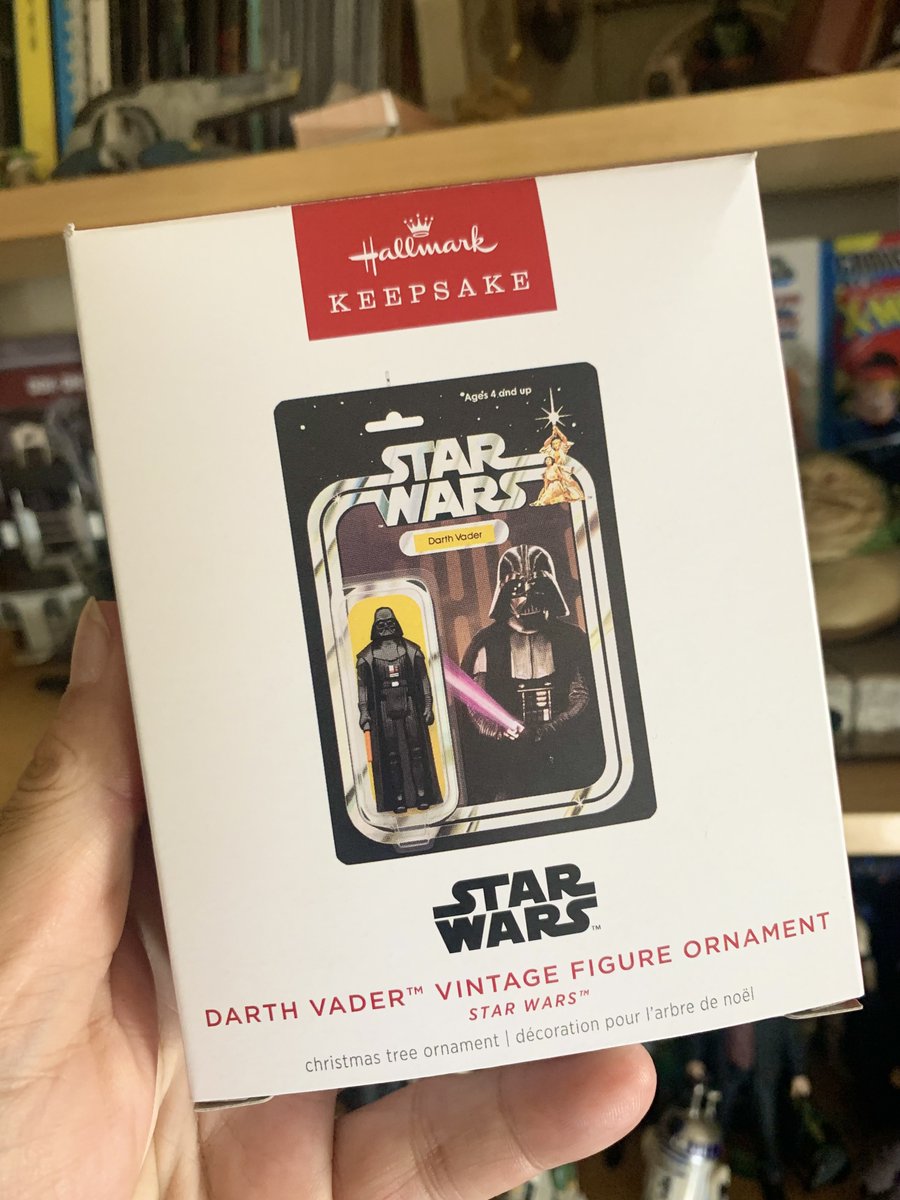 Hallmark
KEEPSAKE
*Ages 4 and up
STAR
WARS
Darth Vader
STAR
WARS™
DARTH VADER™ VINTAGE FIGURE ORNAMENT
STAR WARS™
christmas tree ornament | décoration pour l'arbre de noël